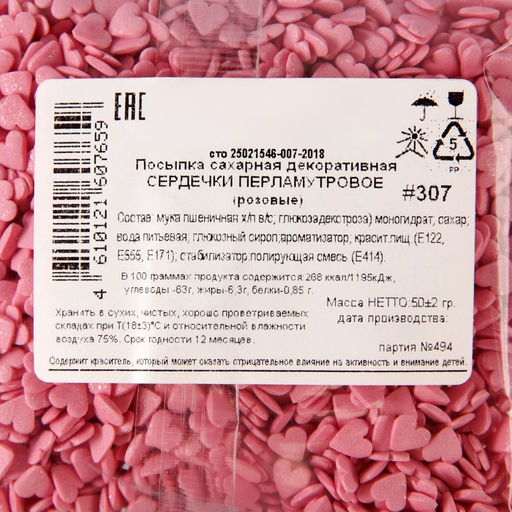 EAC
сто 25021546-007-2018
Посыпка сахарная декоративная
СЕРДЕЧКИ ПЕРЛАМУТРОВОЕ
(розовые)
#307
5
PP
Состав: мука пшеничная х/п в/с; глюкоза(декстроза) моногидрат; сахар;
вода питьевая; глюкозный сироп;ароматизатор; красит.пищ. (Е122,
Е555, Е171); стабилизатор,полирующая смесь (Е414).
В 100 граммах продукта содержится:268 ккал/1195кДж,
углеводы -63г, жиры-6,3г, белки-0,85 г.
Масса НЕТТО:50±2 гр.
дата производства:
Хранить в сухих, чистых, хорошо проветриваемых
складах при Т(18±3)°С и относительной влажности
воздуха 75%. Срок годности 12 месяцев.
партия №494
Содержит краситель, который может оказать отрицательное влияние на активность и внимание детей.
4 610121 607659